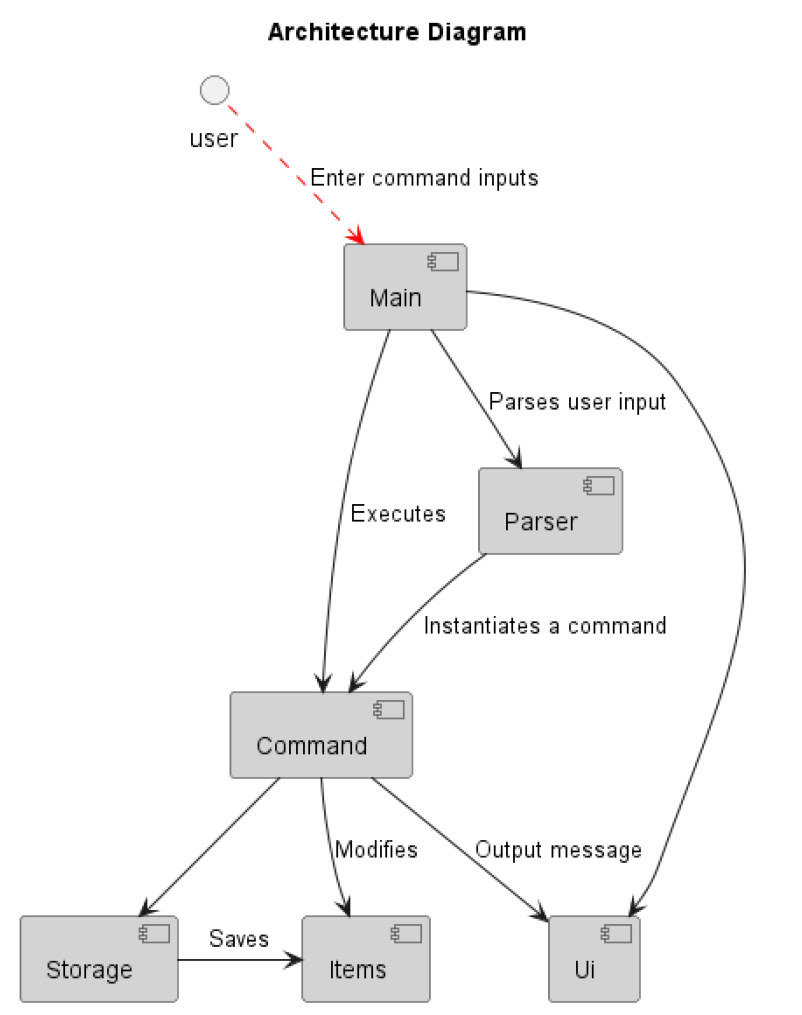 Architecture Diagram
user
Enter command inputs
Main
Parses user input
Executes
Parser
Instantiates a command
Command
Modifies
Output message
Saves
Storage
Items
Ui